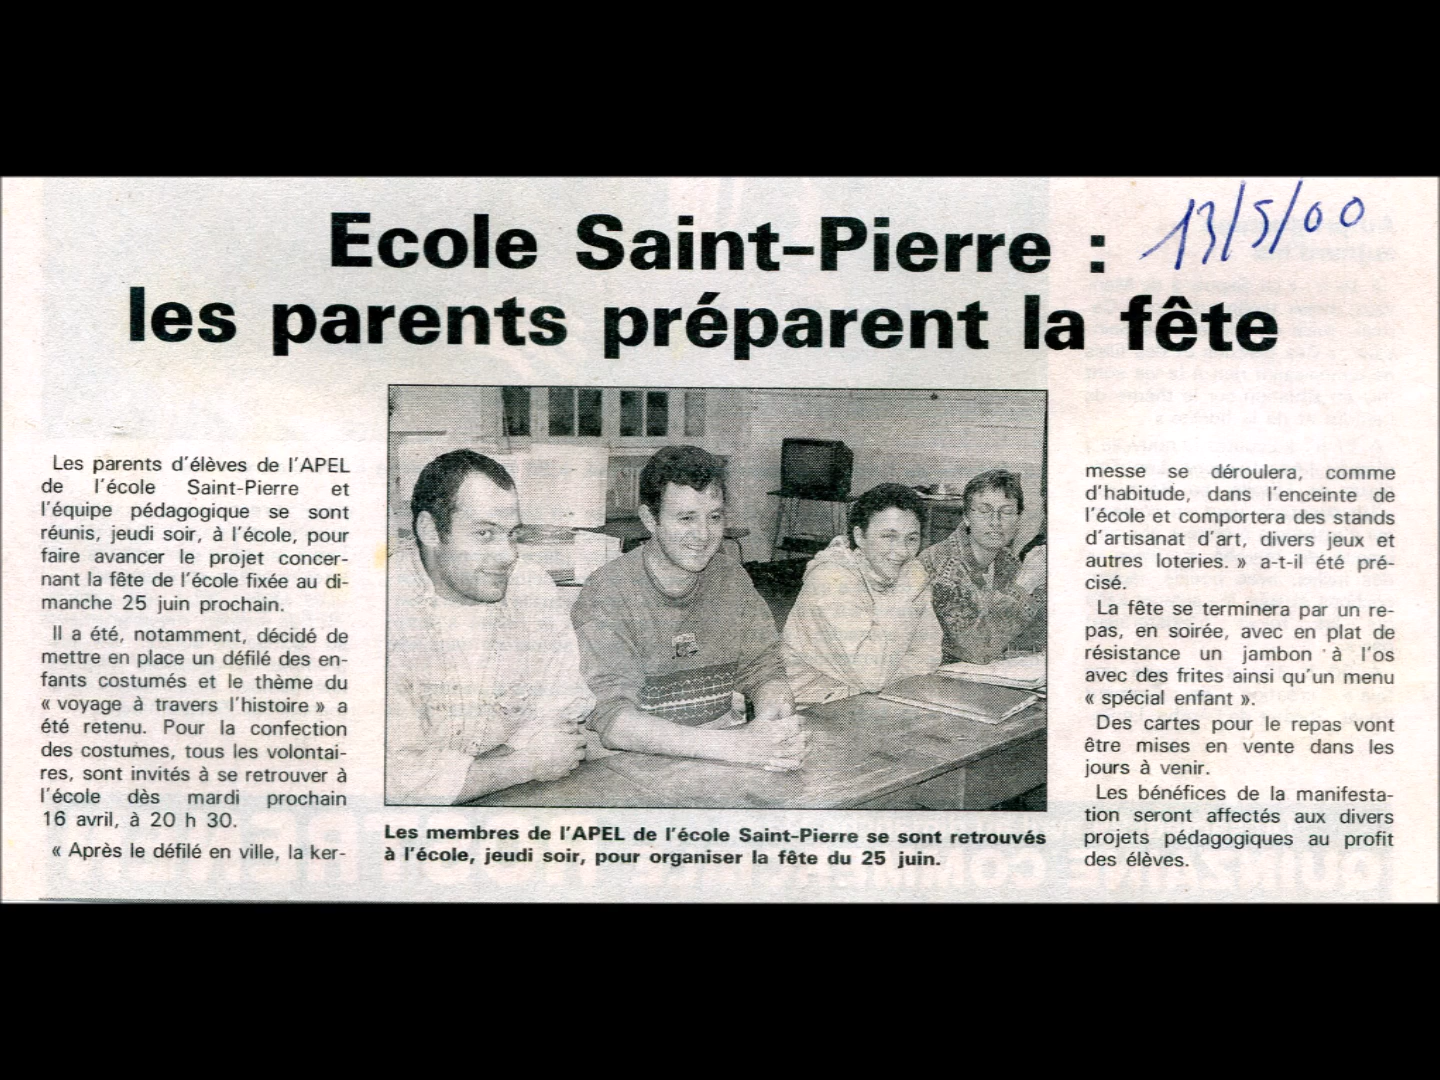 Ecole Saint-Pierre :
13/5/00
les parents préparent la fête
Les parents d'élèves de l'APEL
de l'école Saint-Pierre et
l'équipe pédagogique se sont
réunis, jeudi soir, à l'école, pour
faire avancer le projet concer-
nant la fête de l'école fixée au di-
manche 25 juin prochain.
Il a été, notamment, décidé de
mettre en place un défilé des en-
fants costumés et le thème du
« voyage à travers l'histoire » a
été retenu. Pour la confection
des costumes, tous les volontai-
res, sont invités à se retrouver à
l'école dès mardi prochain
16 avril, à 20 h 30.
« Après le défilé en ville, la ker-
Les membres de l'APEL de l'école Saint-Pierre se sont retrouvés
à l'école, jeudi soir, pour organiser la fête du 25 juin.
messe se déroulera, comme
d'habitude, dans l'enceinte de
l'école et comportera des stands
d'artisanat d'art, divers jeux et
autres loteries. » a-t-il été pré-
cisé.
La fête se terminera par un re-
pas, en soirée, avec en plat de
résistance un jambon à l'os
avec des frites ainsi qu'un menu
« spécial enfant ».
Des cartes pour le repas vont
être mises en vente dans les
jours à venir.
Les bénéfices de la manifesta-
tion seront affectés aux divers
projets pédagogiques au profit
des élèves.